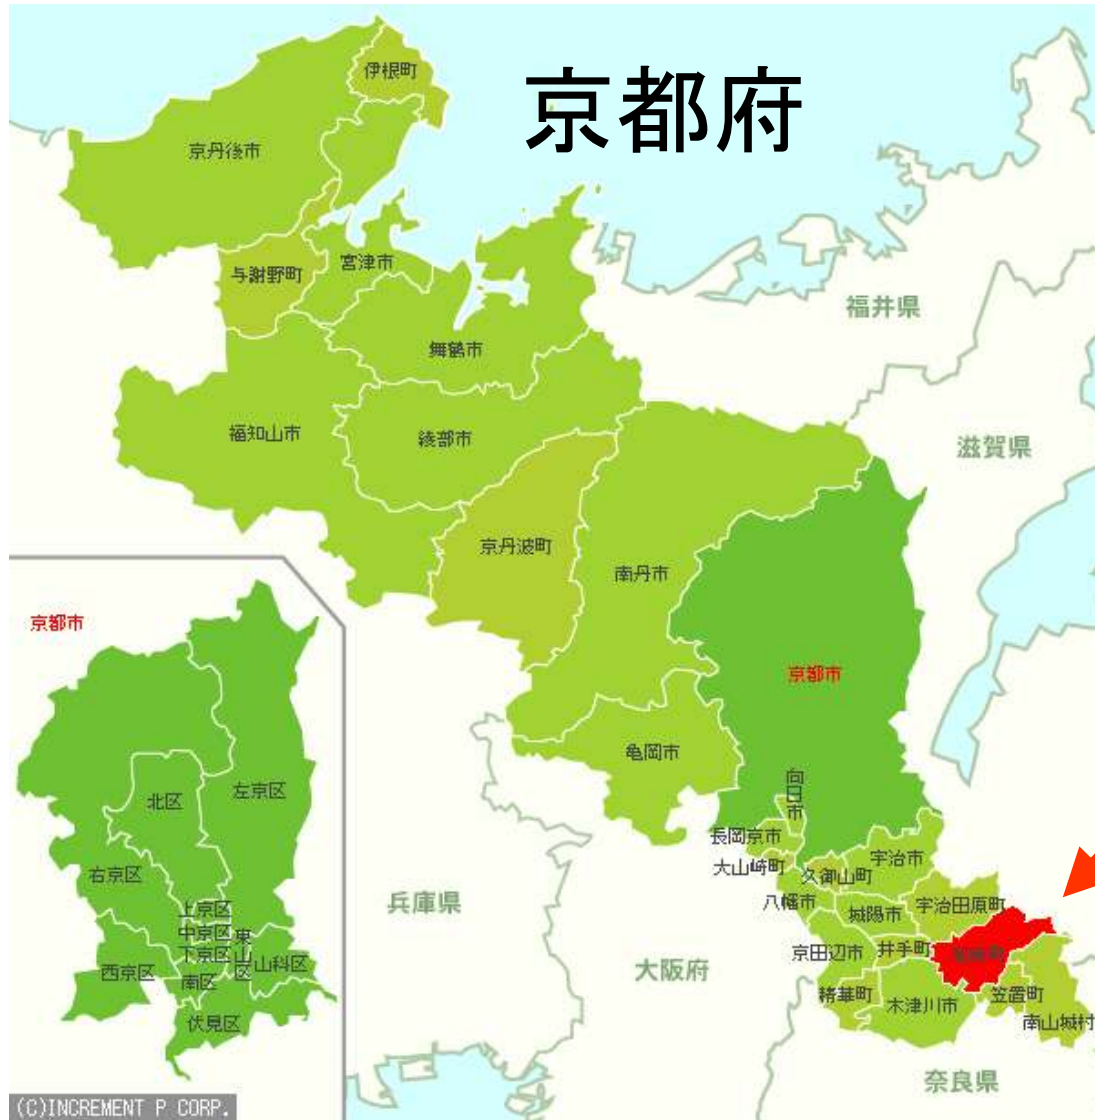 京都府
伊根町
京丹後市
与謝野町
宮津市
福井県
舞鶴市
福知山市
綾部市
滋賀県
京丹波町
南丹市
京都市
亀岡市
向日市
長岡京市
大山崎町
宇治市
久御山町
八幡市
城陽市
宇治田原町
京田辺市
井手町
精華町
木津川市
笠置町
南山城村
兵庫県
大阪府
奈良県
京都市
北区
左京区
右京区
上京区
中京区
下京区
東山区
山科区
西京区
南区
伏見区
(C)INCREMENT P CORP.